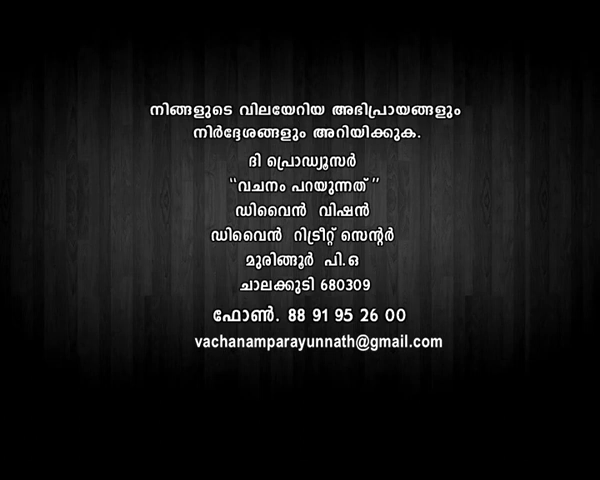 നിങ്ങളുടെ വിലയേറിയ അഭിപ്രായങ്ങളും
നിർദ്ദേശങ്ങളും അറിയിക്കുക.
ദി പ്രൊഡ്യൂസർ
“വചനം പറയുന്നത്”
ഡിവൈൻ വിഷൻ
ഡിവൈൻ റിട്രീറ്റ് സെന്റർ
മുരിങ്ങൂർ പി.ഒ
ചാലക്കുടി 680309
ഫോൺ. 88 91 95 26 00
vachanamparayunnath@gmail.com